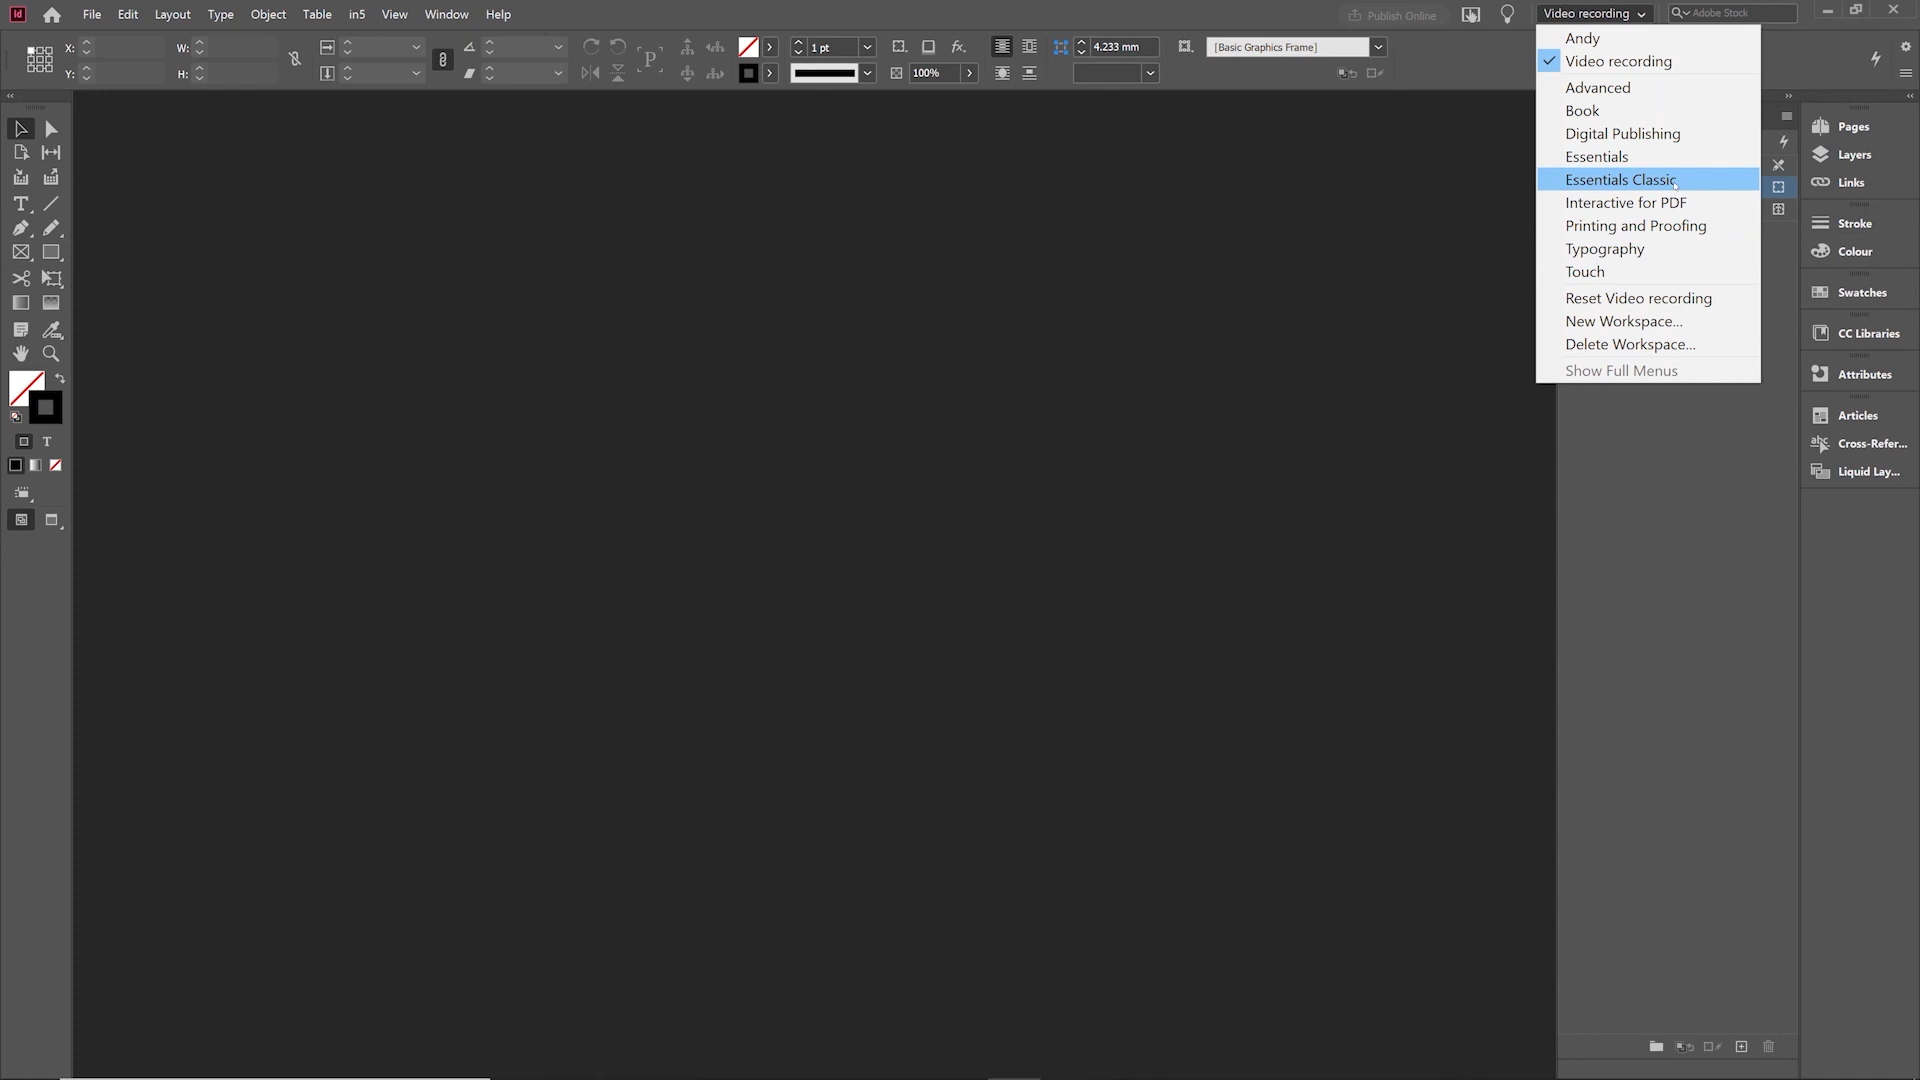 Id File Edit Layout Type Object Table in5 View Window Help Publish Online Video recording Adobe Stock
X: W: 1 pt fx. 4.233 mm [Basic Graphics Frame]
Y: H: P 100%
Andy
Video recording
Advanced
Book
Digital Publishing
Essentials
Essentials Classic
Interactive for PDF
Printing and Proofing
Typography
Touch
Reset Video recording
New Workspace...
Delete Workspace...
Show Full Menus
Pages
Layers
Links
Stroke
Colour
Swatches
CC Libraries
Attributes
Articles
Cross-Refer...
Liquid Lay...
T
T